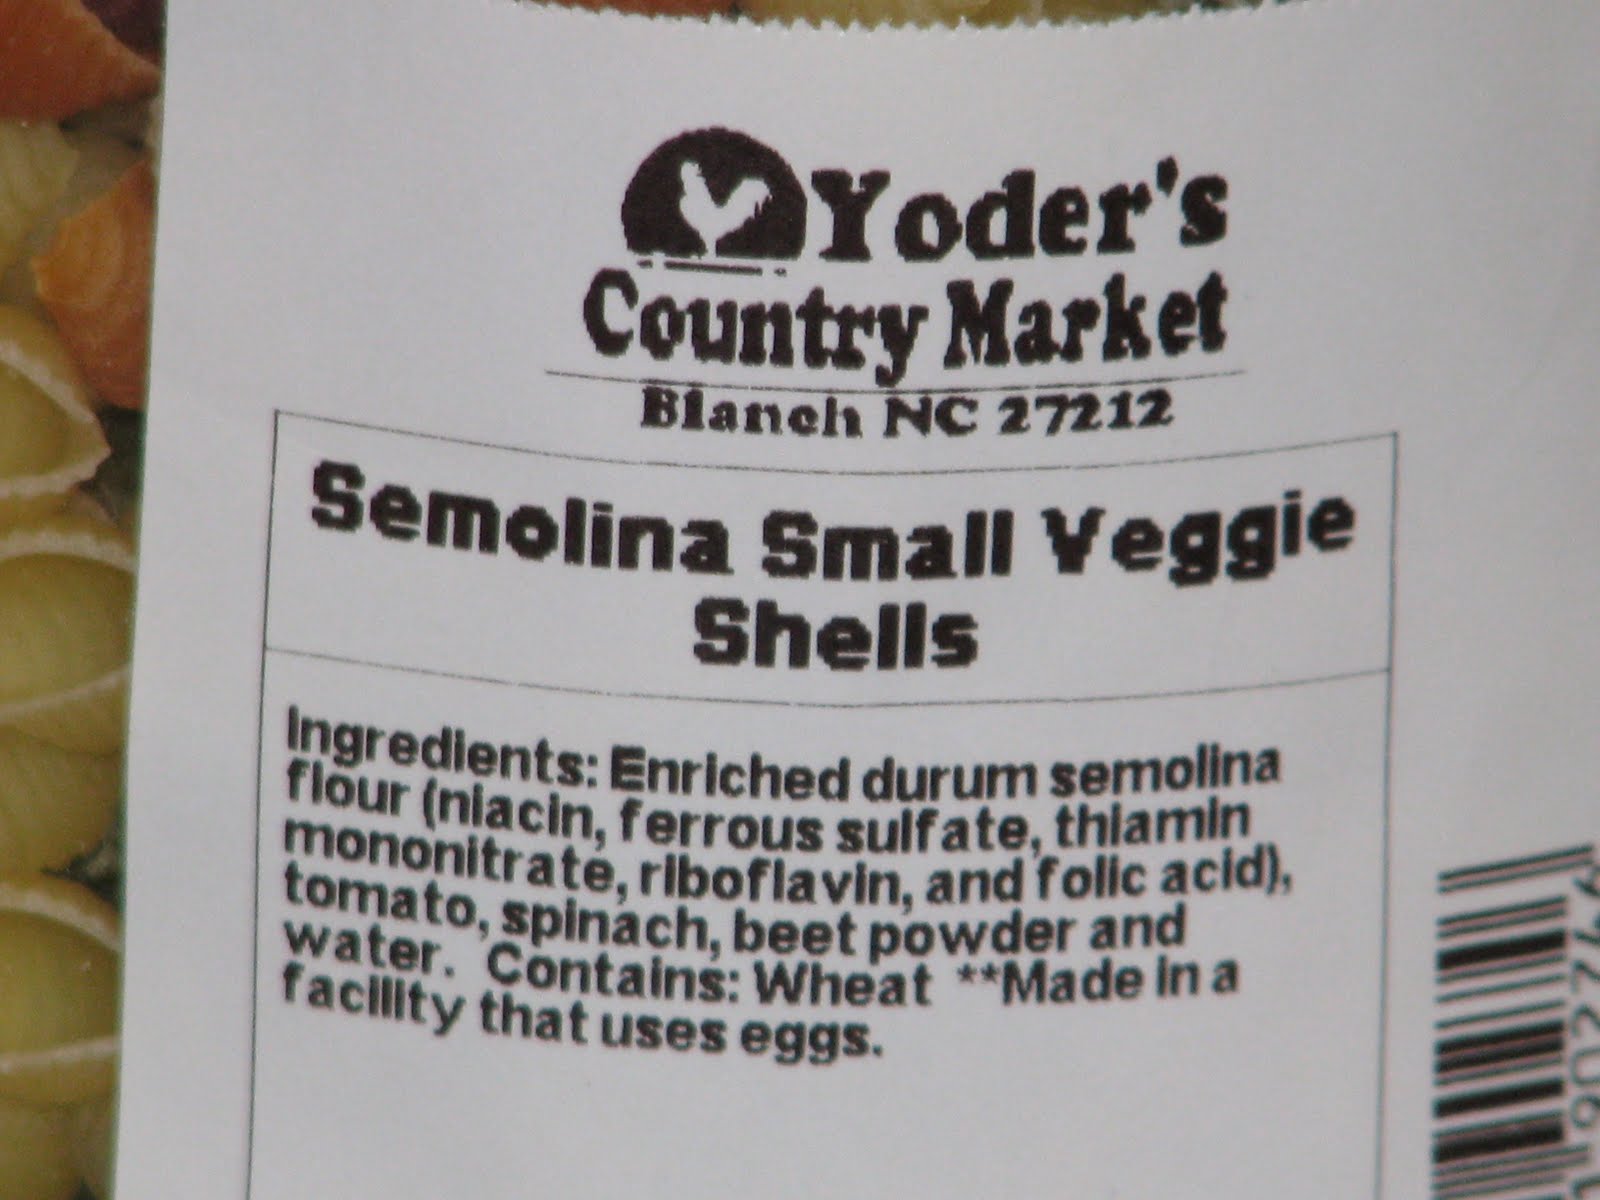 Yoder's
Country Market
Blanch NC 27212
Semolina Small Veggie
Shells
Ingredients: Enriched durum semolina
flour (niacin, ferrous sulfate, thiamin
mononitrate, riboflavin, and folic acid),
tomato, spinach, beet powder and
water.  Contains: Wheat  **Made in a
facility that uses eggs.